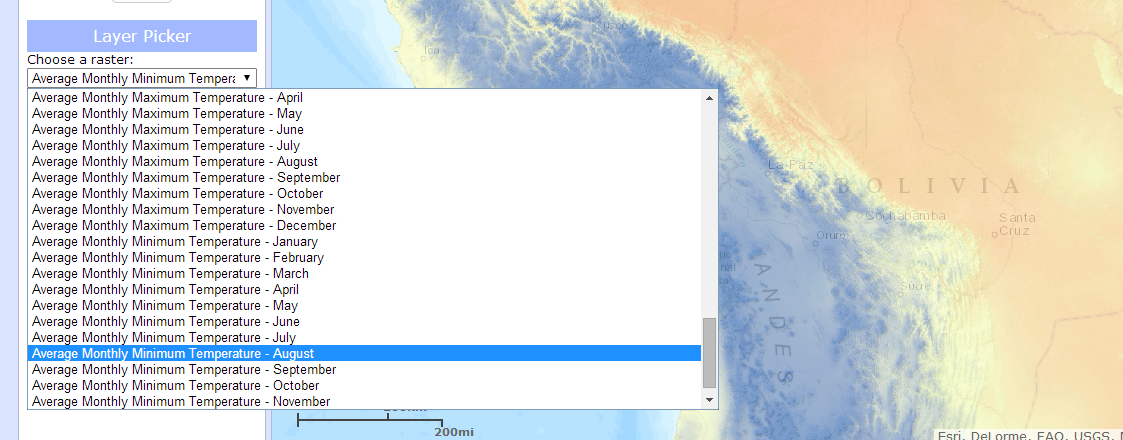 Layer Picker
Choose a raster:
Average Monthly Minimum Tempera
Average Monthly Maximum Temperature - April
Average Monthly Maximum Temperature - May
Average Monthly Maximum Temperature - June
Average Monthly Maximum Temperature - July
Average Monthly Maximum Temperature - August
Average Monthly Maximum Temperature - September
Average Monthly Maximum Temperature - October
Average Monthly Maximum Temperature - November
Average Monthly Maximum Temperature - December
Average Monthly Minimum Temperature - January
Average Monthly Minimum Temperature - February
Average Monthly Minimum Temperature - March
Average Monthly Minimum Temperature - April
Average Monthly Minimum Temperature - May
Average Monthly Minimum Temperature - June
Average Monthly Minimum Temperature - July
Average Monthly Minimum Temperature - August
Average Monthly Minimum Temperature - September
Average Monthly Minimum Temperature - October
Average Monthly Minimum Temperature - November
Cusco
Ica
La Paz
BOLIVIA
Cochabamba
Santa
Cruz
Oruro
Sucre
ANDES
200mi
Esri, DeLorme, FAO, USGS,